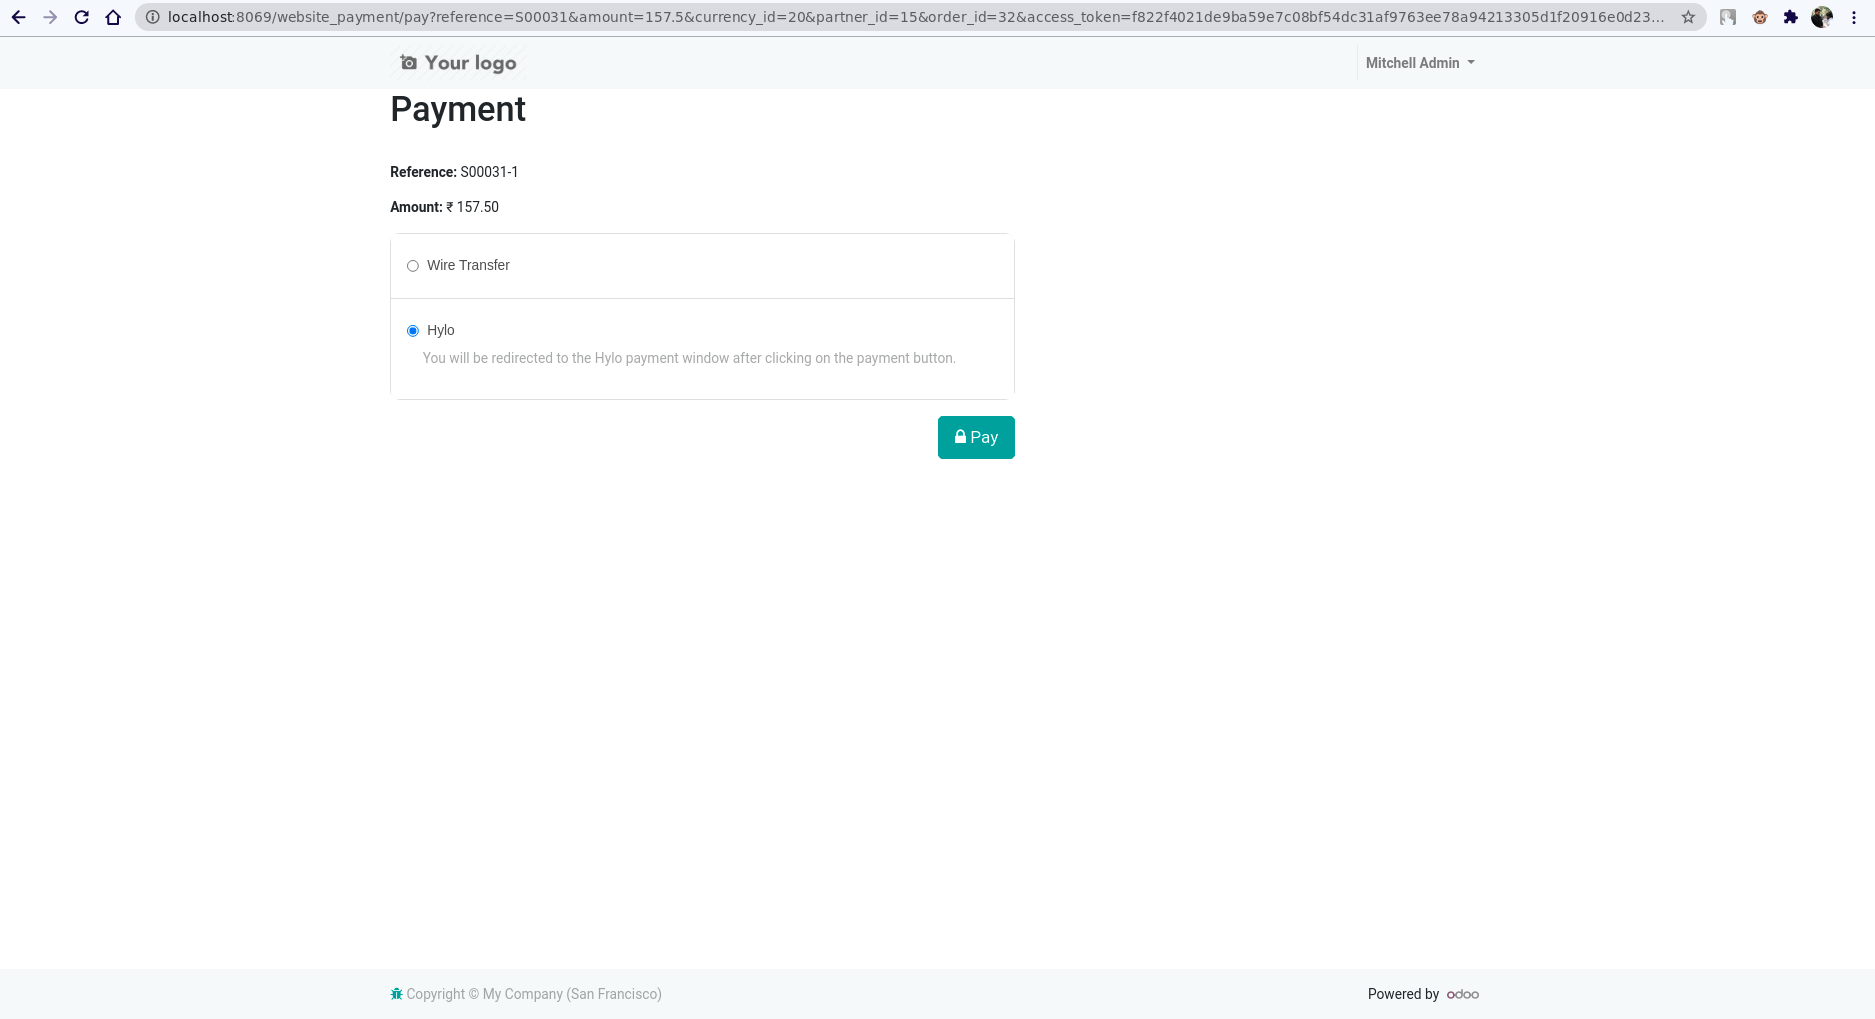 localhost:8069/website_payment/pay?reference=S00031&amount=157.5&currency_id=20&partner_id=15&order_id=32&access_token=f822f4021de9ba59e7c08bf54dc31af9763ee78a94213305d1f20916e0d23...
Your logo
Mitchell Admin
Payment
Reference: S00031-1
Amount: ₹ 157.50
Wire Transfer
Hylo
You will be redirected to the Hylo payment window after clicking on the payment button.
Pay
Copyright © My Company (San Francisco)
Powered by odoo